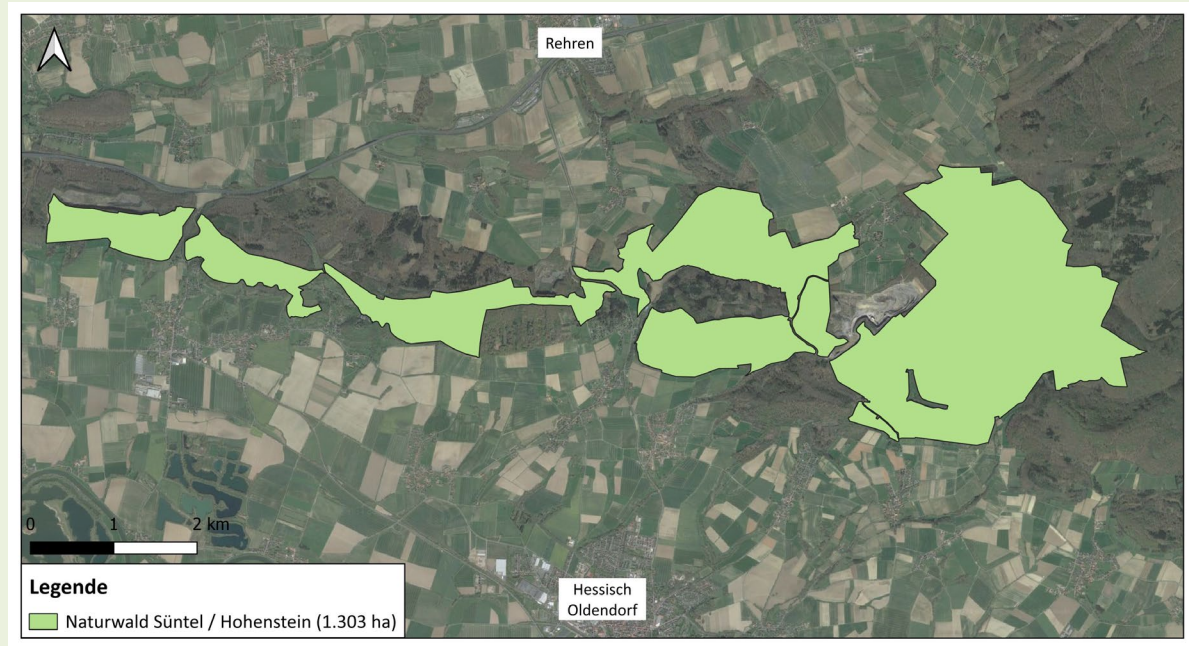 Rehren
0 1 2 km
Hessisch
Oldendorf
Legende
Naturwald Süntel / Hohenstein (1.303 ha)